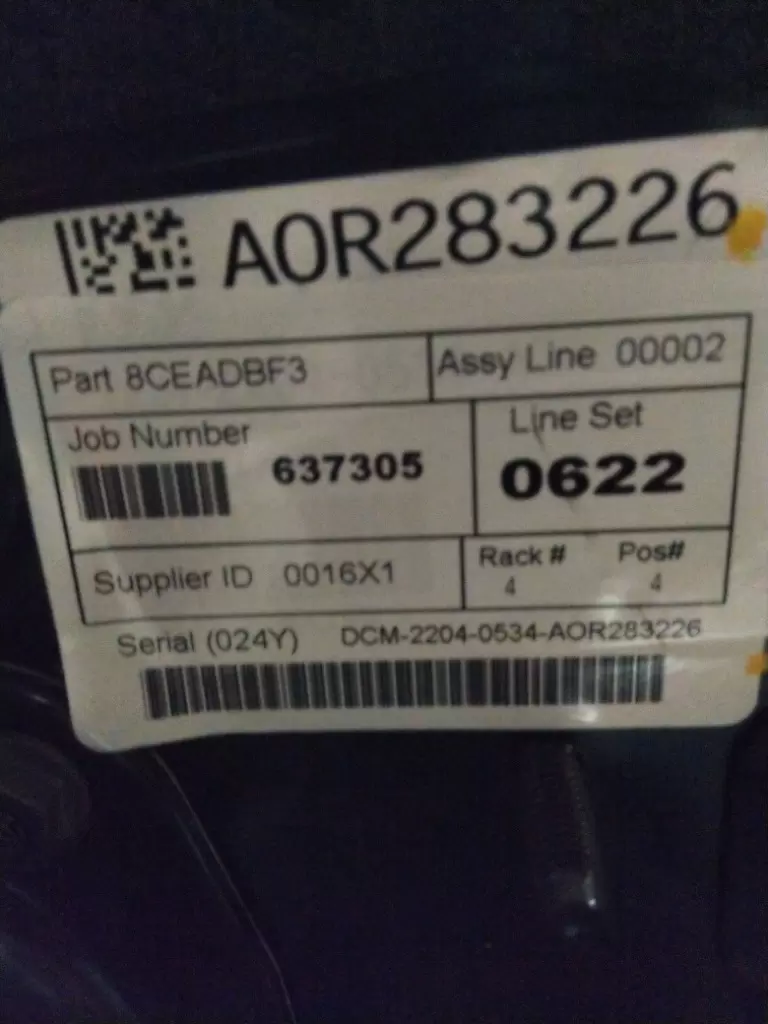 AOR283226
Part 8CEADBF3
Assy Line 00002
Job Number
637305
Line Set
0622
Supplier ID 0016X1
Rack # Pos#
4 4
Serial (024Y) DCM-2204-0534-AOR283226